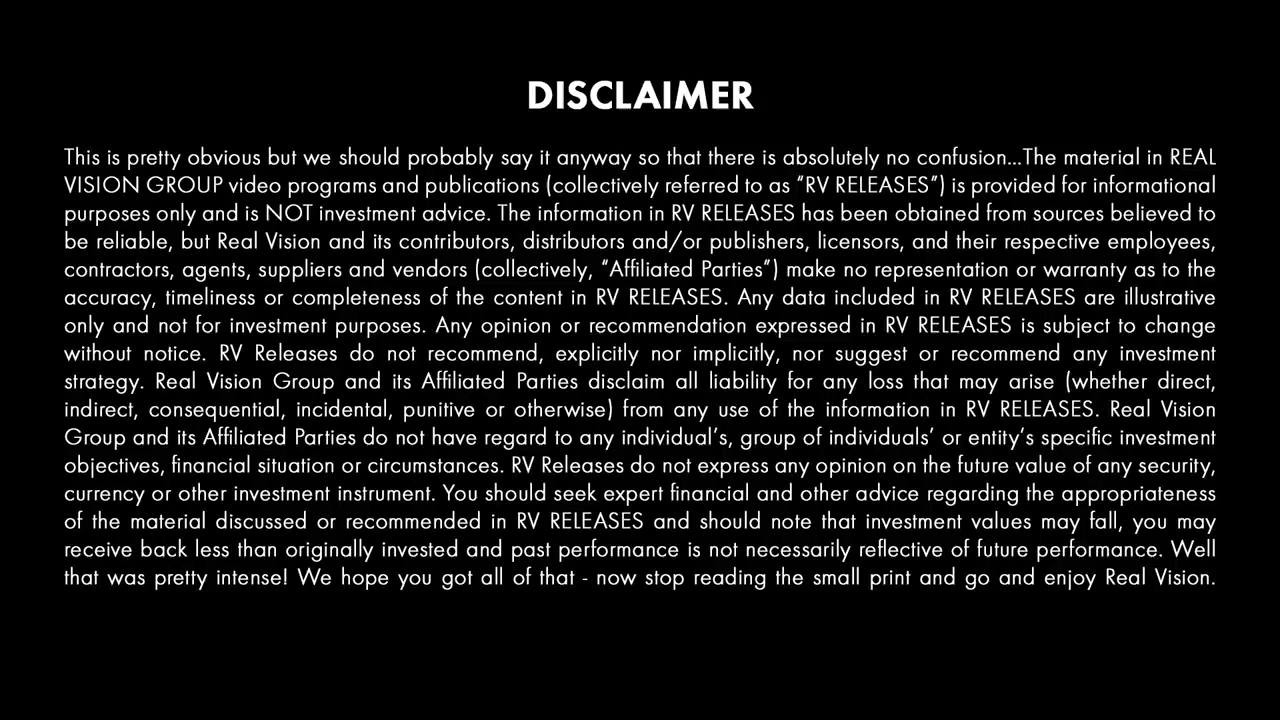 DISCLAIMER
This is pretty obvious but we should probably say it anyway so that there is absolutely no confusion...The material in REAL
VISION GROUP video programs and publications (collectively referred to as “RV RELEASES”) is provided for informational
purposes only and is NOT investment advice. The information in RV RELEASES has been obtained from sources believed to
be reliable, but Real Vision and its contributors, distributors and/or publishers, licensors, and their respective employees,
contractors, agents, suppliers and vendors (collectively, “Affiliated Parties”) make no representation or warranty as to the
accuracy, timeliness or completeness of the content in RV RELEASES. Any data included in RV RELEASES are illustrative
only and not for investment purposes. Any opinion or recommendation expressed in RV RELEASES is subject to change
without notice. RV Releases do not recommend, explicitly nor implicitly, nor suggest or recommend any investment
strategy. Real Vision Group and its Affiliated Parties disclaim all liability for any loss that may arise (whether direct,
indirect, consequential, incidental, punitive or otherwise) from any use of the information in RV RELEASES. Real Vision
Group and its Affiliated Parties do not have regard to any individual’s, group of individuals’ or entity’s specific investment
objectives, financial situation or circumstances. RV Releases do not express any opinion on the future value of any security,
currency or other investment instrument. You should seek expert financial and other advice regarding the appropriateness
of the material discussed or recommended in RV RELEASES and should note that investment values may fall, you may
receive back less than originally invested and past performance is not necessarily reflective of future performance. Well
that was pretty intense! We hope you got all of that - now stop reading the small print and go and enjoy Real Vision.